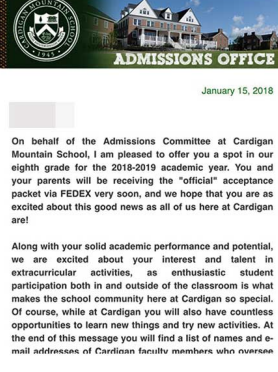 CARDIGAN MOUNTAIN SCHOOL
1945
ADMISSIONS OFFICE
January 15, 2018
On behalf of the Admissions Committee at Cardigan
Mountain School, I am pleased to offer you a spot in our
eighth grade for the 2018-2019 academic year. You and
your parents will be receiving the "official" acceptance
packet via FEDEX very soon, and we hope that you are as
excited about this good news as all of us here at Cardigan
are!
Along with your solid academic performance and potential,
we are excited about your interest and talent in
extracurricular activities, as enthusiastic student
participation both in and outside of the classroom is what
makes the school community here at Cardigan so special.
Of course, while at Cardigan you will also have countless
opportunities to learn new things and try new activities. At
the end of this message you will find a list of names and e-
mail addresses of Cardigan faculty members who oversee